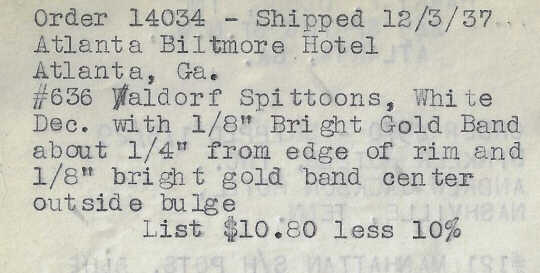 Order 14034 - Shipped 12/3/37
Atlanta Biltmore Hotel
Atlanta, Ga.
#636 Waldorf Spittoons, White
Dec. with 1/8" Bright Gold Band
about 1/4" from edge of rim and
1/8" bright gold band center
outside bulge
List $10.80 less 10%